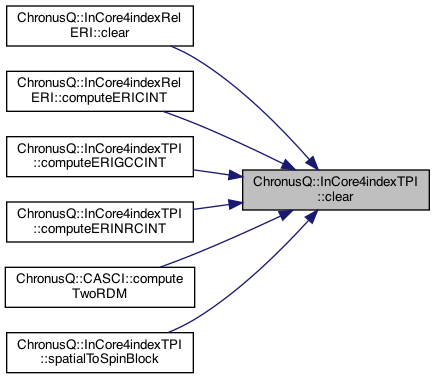 ChronusQ::InCore4indexRel
ERI::clear
ChronusQ::InCore4indexRel
ERI::computeERICINT
ChronusQ::InCore4indexTPI
::computeERIGCCINT
ChronusQ::InCore4indexTPI
::computeERINRCINT
ChronusQ::CASCI::compute
TwoRDM
ChronusQ::InCore4indexTPI
::spatialToSpinBlock
ChronusQ::InCore4indexTPI
::clear